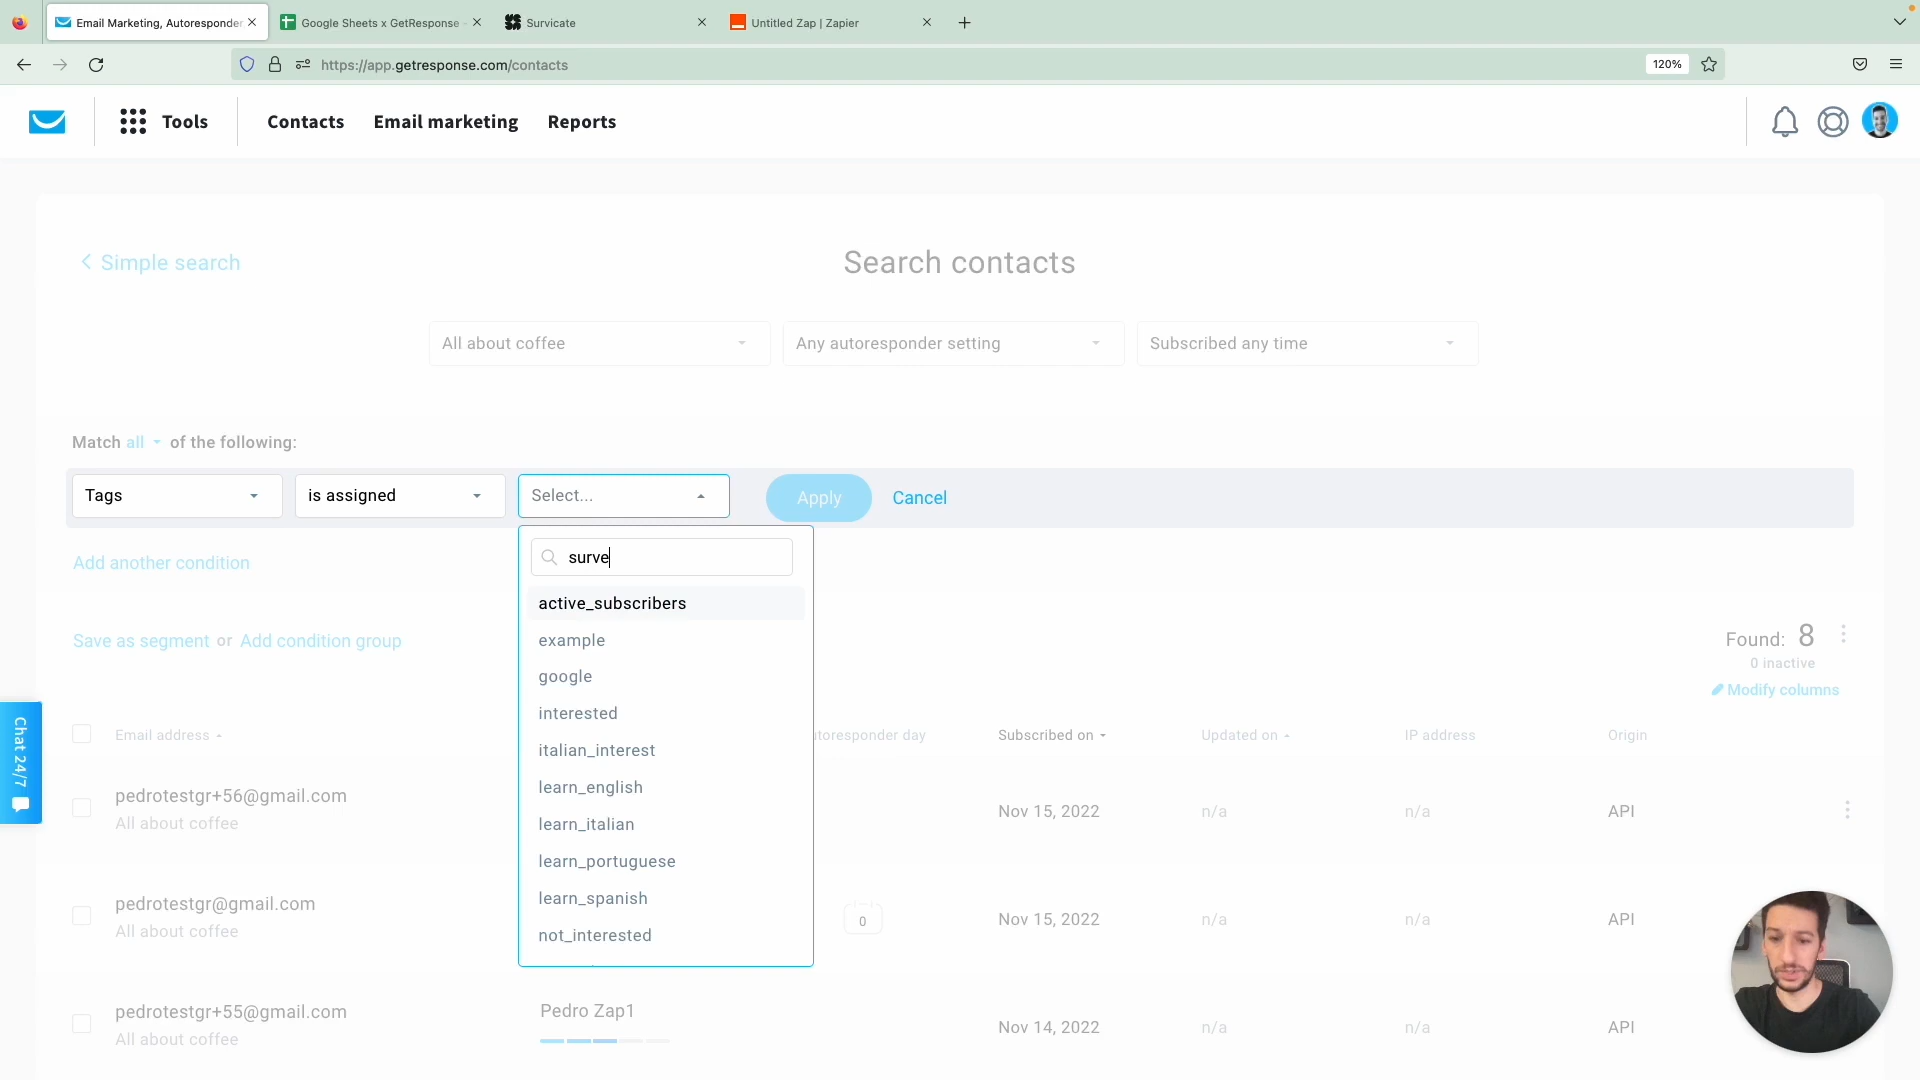 Email Marketing, Autoresponder
Google Sheets x GetResponse
Survicate
Untitled Zap | Zapier
https://app.getresponse.com/contacts
120%
Tools
Contacts
Email marketing
Reports
Simple search
Search contacts
All about coffee
Any autoresponder setting
Subscribed any time
Match all of the following:
Tags
is assigned
Select...
Apply
Cancel
surve
Add another condition
active_subscribers
example
google
interested
italian_interest
learn_english
learn_italian
learn_portuguese
learn_spanish
not_interested
Save as segment or Add condition group
Found: 8
0 inactive
Modify columns
Chat 24/7
Email address
utoresponder day
Subscribed on
Updated on
IP address
Origin
pedrotestgr+56@gmail.com
All about coffee
Nov 15, 2022
n/a
n/a
API
pedrotestgr@gmail.com
All about coffee
0
Nov 15, 2022
n/a
n/a
API
pedrotestgr+55@gmail.com
All about coffee
Pedro Zap1
Nov 14, 2022
n/a
n/a
API